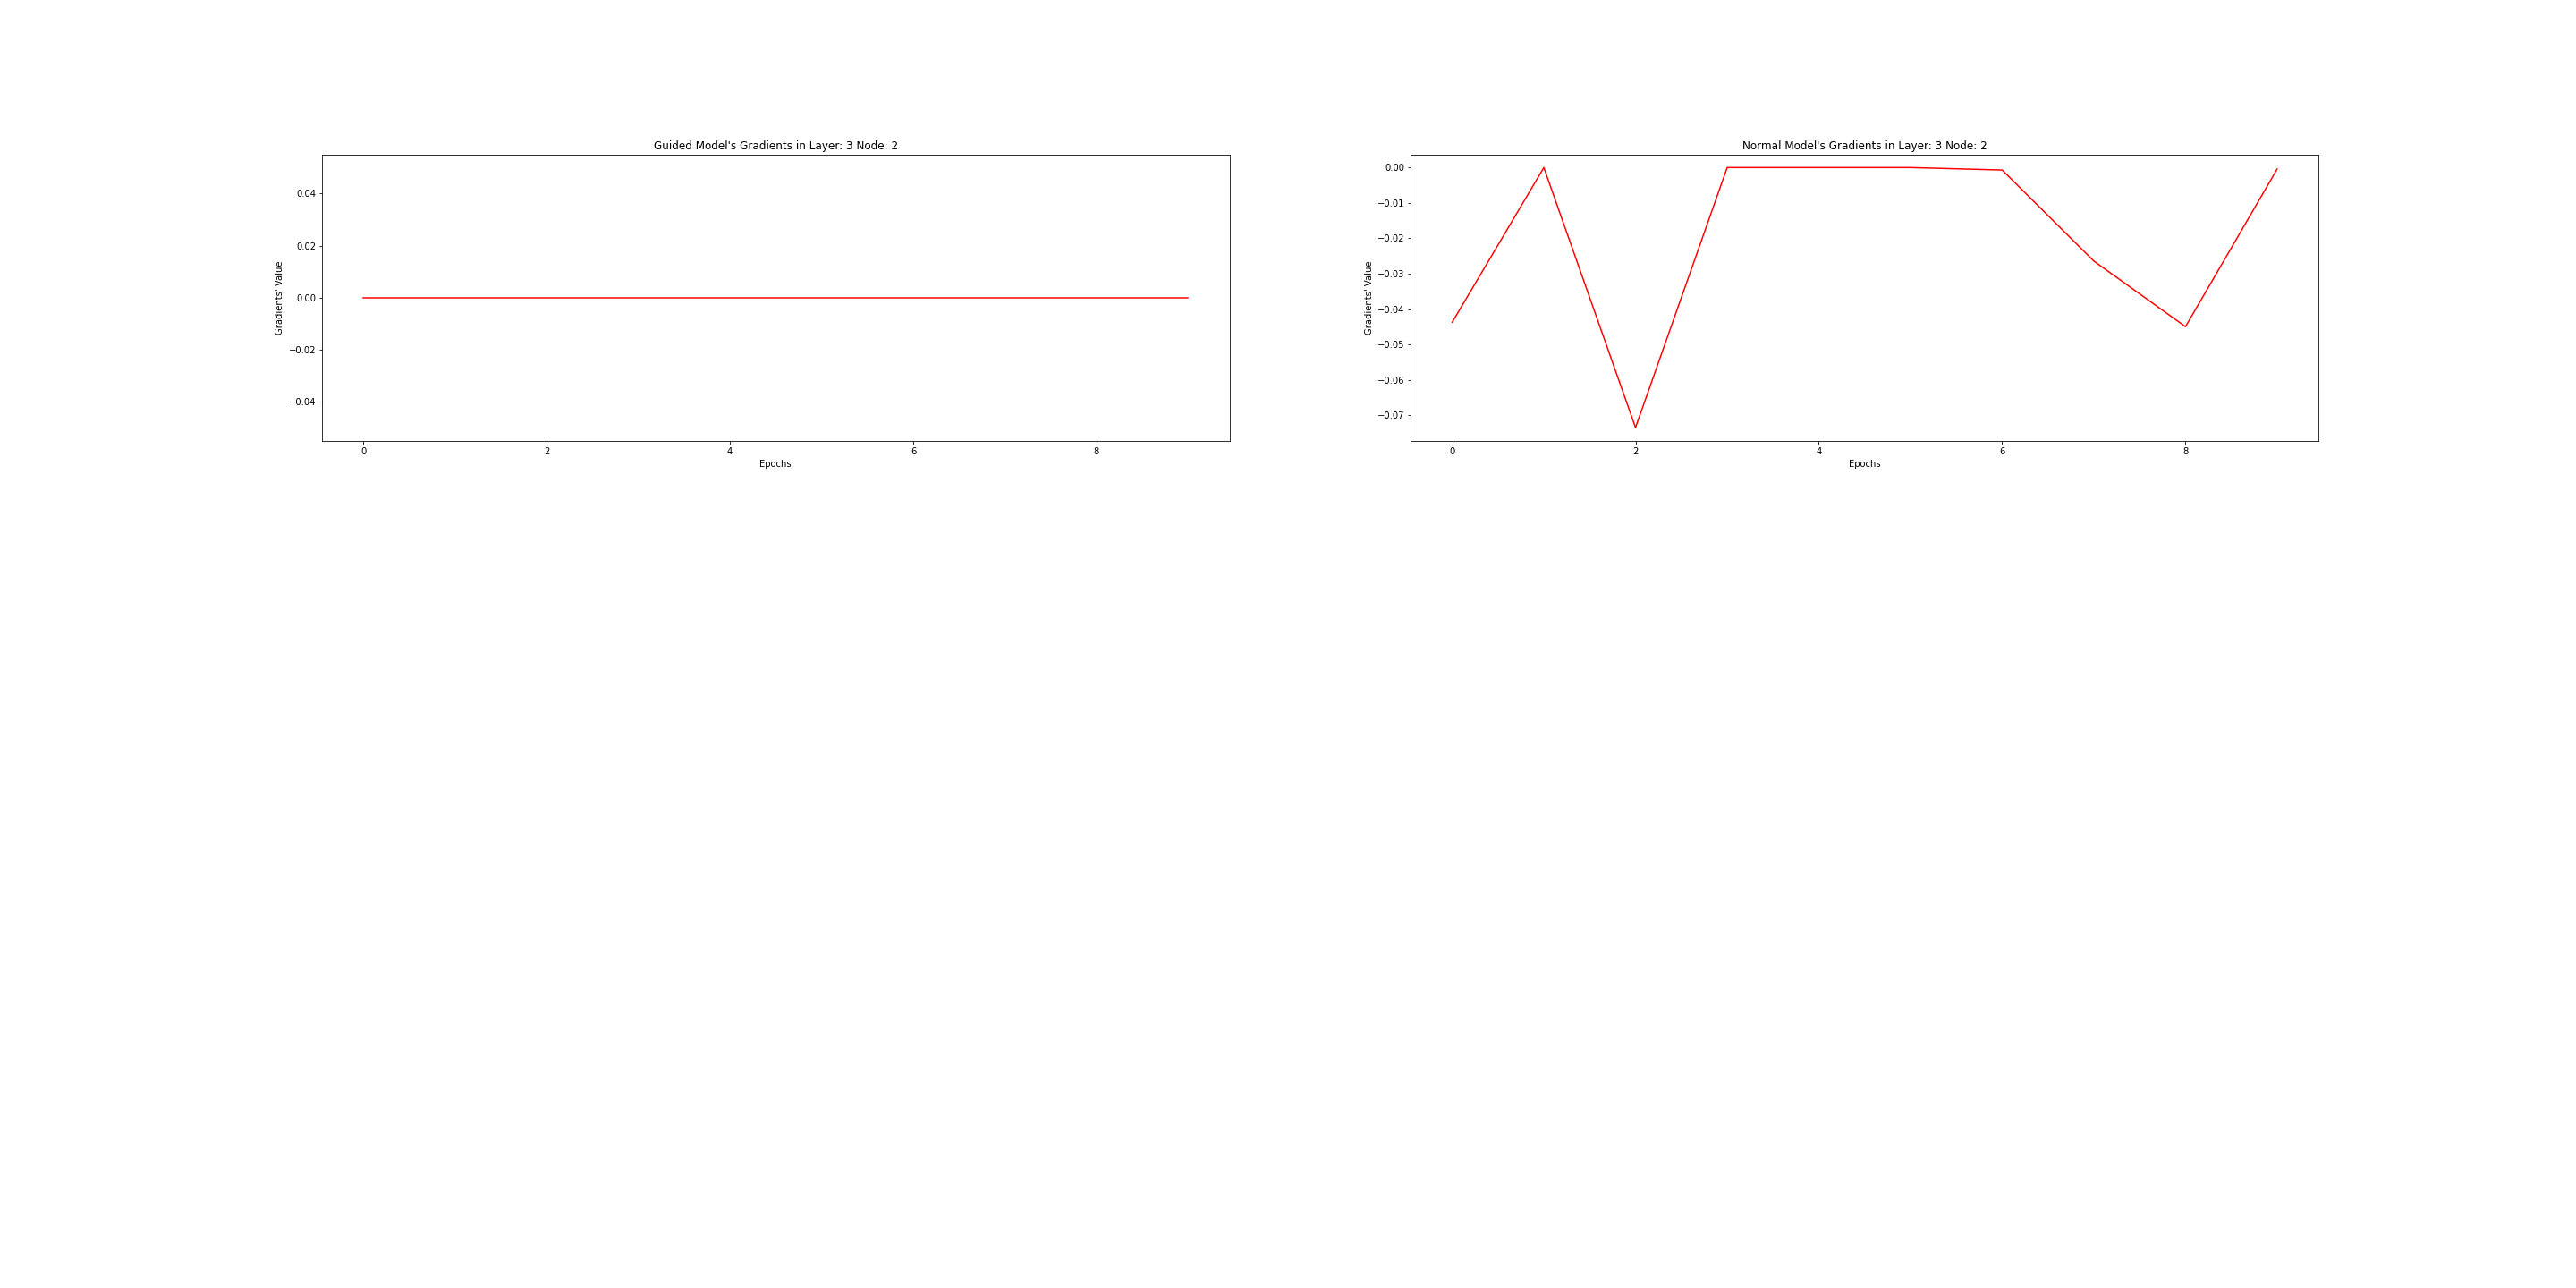 Guided Model's Gradients in Layer: 3 Node: 2
Gradients' Value
0.04
0.02
0.00
−0.02
−0.04
0 2 4 6 8
Epochs
Normal Model's Gradients in Layer: 3 Node: 2
Gradients' Value
0.00
−0.01
−0.02
−0.03
−0.04
−0.05
−0.06
−0.07
0 2 4 6 8
Epochs